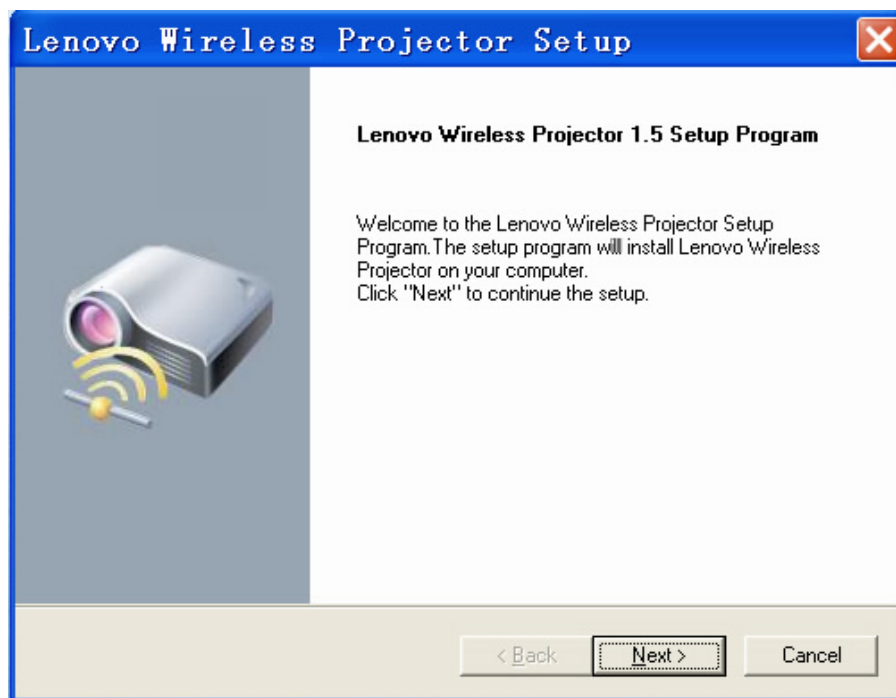 Lenovo Wireless Projector Setup
Lenovo Wireless Projector 1.5 Setup Program
Welcome to the Lenovo Wireless Projector Setup
Program.The setup program will install Lenovo Wireless
Projector on your computer.
Click "Next" to continue the setup.
< Back Next > Cancel